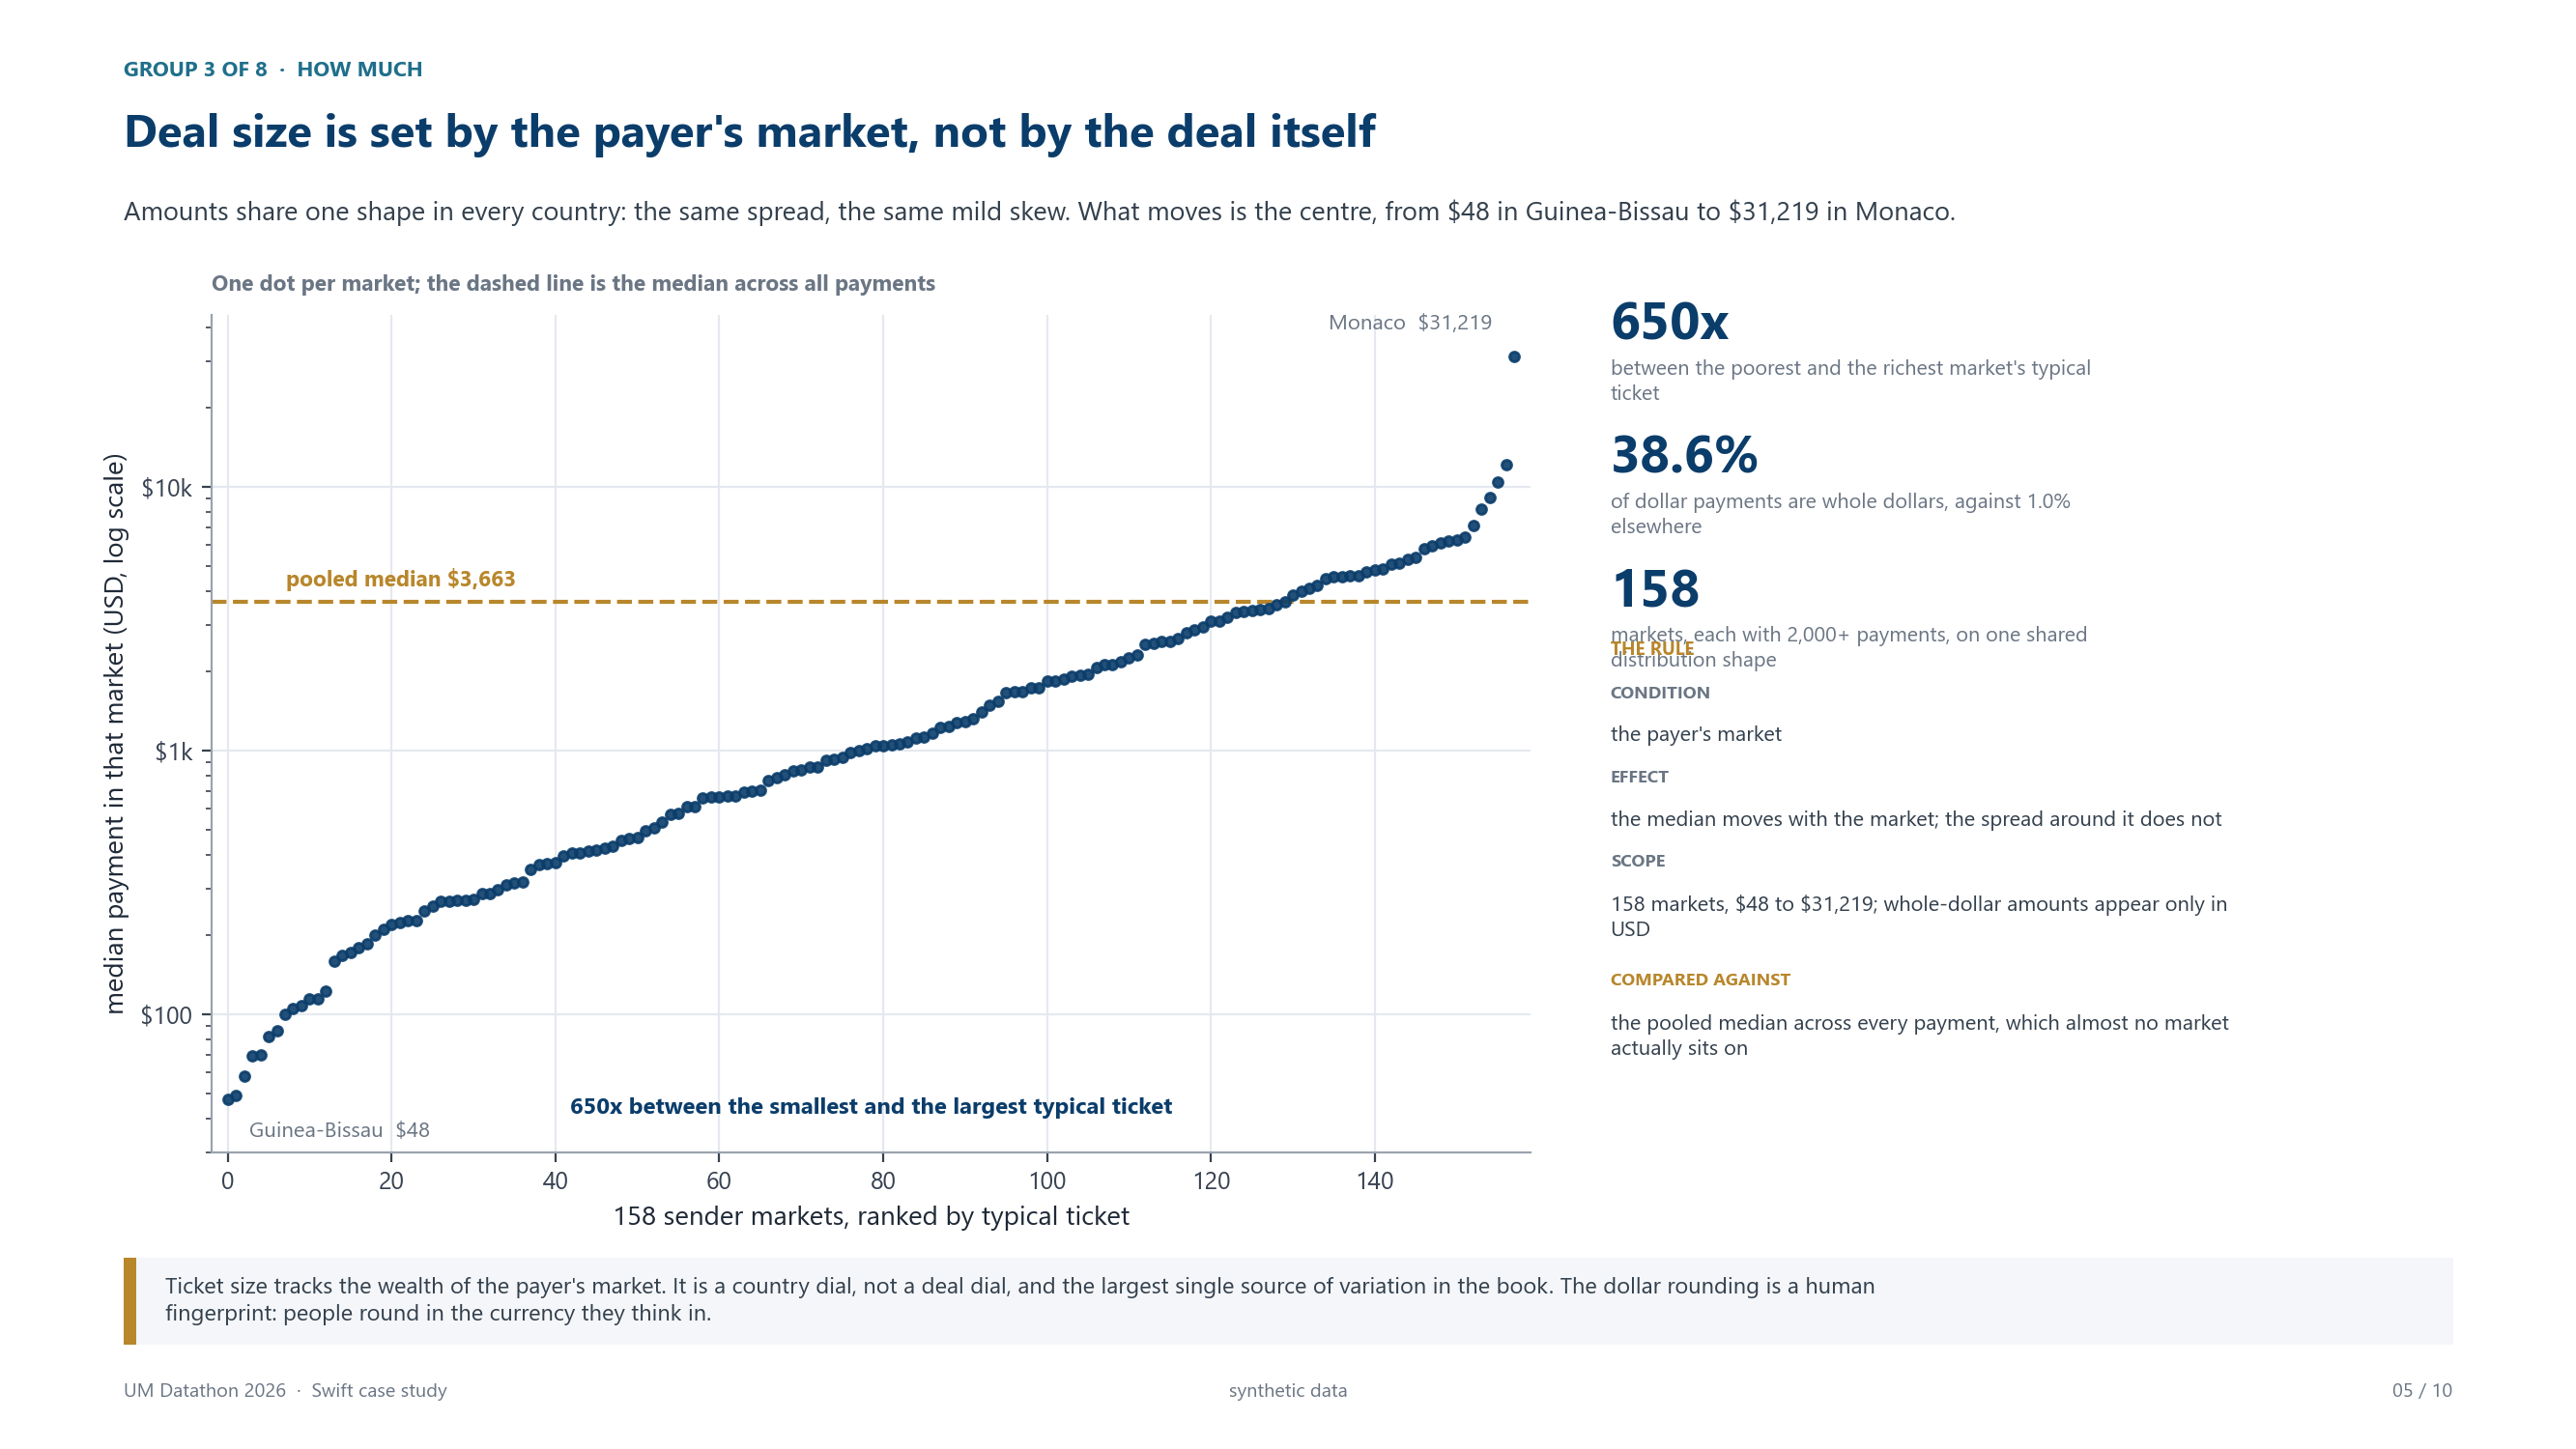 GROUP 3 OF 8 · HOW MUCH
Deal size is set by the payer's market, not by the deal itself
Amounts share one shape in every country: the same spread, the same mild skew. What moves is the centre, from $48 in Guinea-Bissau to $31,219 in Monaco.
One dot per market; the dashed line is the median across all payments
Monaco $31,219
$10k
pooled median $3,663
$1k
$100
650x between the smallest and the largest typical ticket
Guinea-Bissau $48
median payment in that market (USD, log scale)
0 20 40 60 80 100 120 140
158 sender markets, ranked by typical ticket
650x
between the poorest and the richest market's typical
ticket
38.6%
of dollar payments are whole dollars, against 1.0%
elsewhere
158
markets, each with 2,000+ payments, on one shared
THE RULE
distribution shape
CONDITION
the payer's market
EFFECT
the median moves with the market; the spread around it does not
SCOPE
158 markets, $48 to $31,219; whole-dollar amounts appear only in
USD
COMPARED AGAINST
the pooled median across every payment, which almost no market
actually sits on
Ticket size tracks the wealth of the payer's market. It is a country dial, not a deal dial, and the largest single source of variation in the book. The dollar rounding is a human
fingerprint: people round in the currency they think in.
UM Datathon 2026 · Swift case study
synthetic data
05 / 10